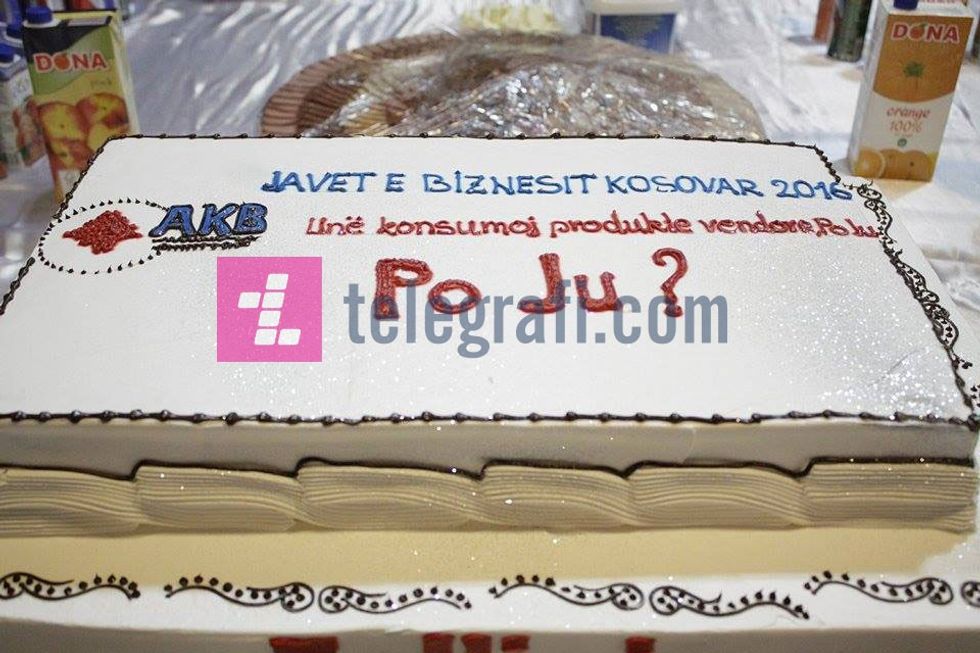 DONA
DONA
orange
100%
JAVET E BIZNESIT KOSOVAR 2016
AKB
Unë konsumoj produkte vendore, Po Ju
Po Ju ?
telegrafi.com